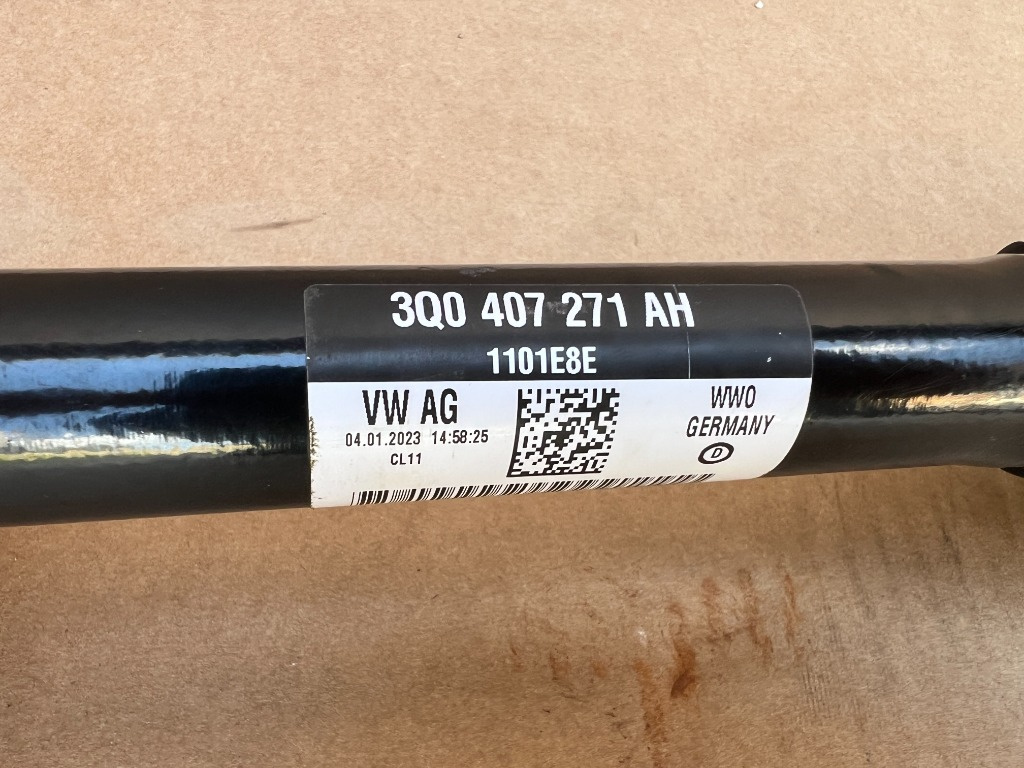 3Q0 407 271 AH
1101E8E
VW AG
04.01.2023 14:58:25
CL11
WWO
GERMANY
D